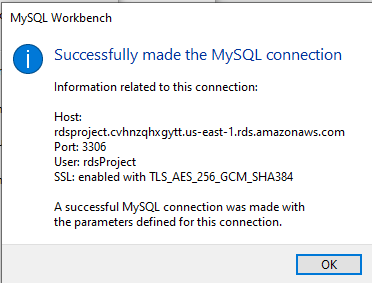 MySQL Workbench
Successfully made the MySQL connection
Information related to this connection:
Host:
rdsproject.cvhnzqhxgytt.us-east-1.rds.amazonaws.com
Port: 3306
User: rdsProject
SSL: enabled with TLS_AES_256_GCM_SHA384
A successful MySQL connection was made with
the parameters defined for this connection.
OK